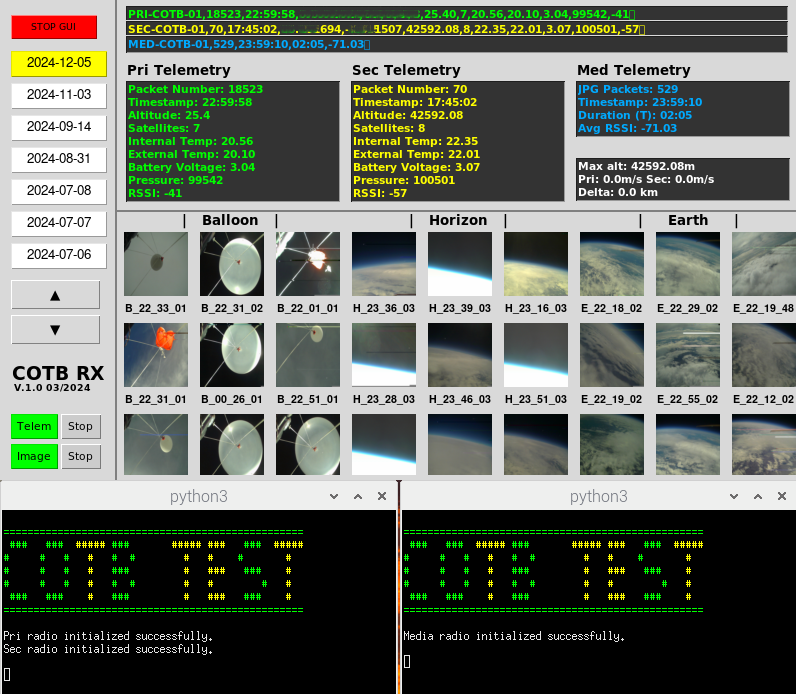 STOP GUI
2024-12-05
2024-11-03
2024-09-14
2024-08-31
2024-07-08
2024-07-07
2024-07-06
▲
▼
COTB RX
V.1.0 03/2024
Telem Stop
Image Stop
PRI-COTB-01,18523,22:59:58, ,25.40,7,20.56,20.10,3.04,99542,-41
SEC-COTB-01,70,17:45:02, 694,- 1507,42592.08,8,22.35,22.01,3.07,100501,-57
MED-COTB-01,529,23:59:10,02:05,-71.03
Pri Telemetry
Packet Number: 18523
Timestamp: 22:59:58
Altitude: 25.4
Satellites: 7
Internal Temp: 20.56
External Temp: 20.10
Battery Voltage: 3.04
Pressure: 99542
RSSI: -41
Sec Telemetry
Packet Number: 70
Timestamp: 17:45:02
Altitude: 42592.08
Satellites: 8
Internal Temp: 22.35
External Temp: 22.01
Battery Voltage: 3.07
Pressure: 100501
RSSI: -57
Med Telemetry
JPG Packets: 529
Timestamp: 23:59:10
Duration (T): 02:05
Avg RSSI: -71.03
Max alt: 42592.08m
Pri: 0.0m/s Sec: 0.0m/s
Delta: 0.0 km
| Balloon | | Horizon | | Earth |
B_22_33_01 B_22_31_02 B_22_01_01 H_23_36_03 H_23_39_03 H_23_16_03 E_22_18_02 E_22_29_02 E_22_19_48
B_22_31_01 B_00_26_01 B_22_51_01 H_23_28_03 H_23_46_03 H_23_51_03 E_22_19_02 E_22_55_02 E_22_12_02
python3
COTB TEST
Pri radio initialized successfully.
Sec radio initialized successfully.
python3
COTB TEST
Media radio initialized successfully.